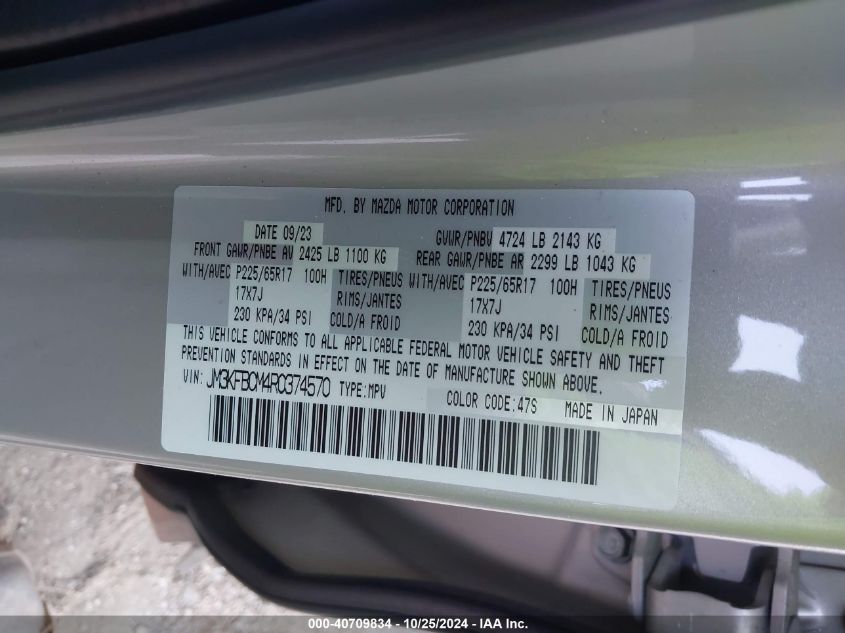 MFD. BY MAZDA MOTOR CORPORATION
DATE 09/23 GVWR/PNBV 4724 LB 2143 KG
FRONT GAWR/PNBE AV 2425 LB 1100 KG REAR GAWR/PNBE AR 2299 LB 1043 KG
WITH/AVEC P225/65R17 100H TIRES/PNEUS WITH/AVEC P225/65R17 100H TIRES/PNEUS
17X7J RIMS/JANTES 17X7J RIMS/JANTES
230 KPA/34 PSI COLD/A FROID 230 KPA/34 PSI COLD/A FROID
THIS VEHICLE CONFORMS TO ALL APPLICABLE FEDERAL MOTOR VEHICLE SAFETY AND THEFT
PREVENTION STANDARDS IN EFFECT ON THE DATE OF MANUFACTURE SHOWN ABOVE.
VIN: JM3KFBCM4R0374570 TYPE:MPV COLOR CODE:47S MADE IN JAPAN
000-40709834 - 10/25/2024 - IAA Inc.